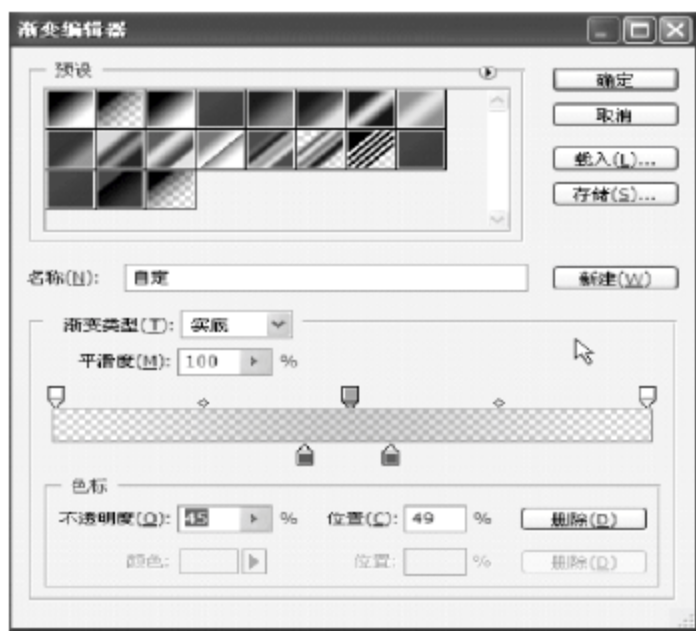 渐变编辑器
预设
确定
取消
载入(L)...
存储(S)...
名称(N): 自定
新建(W)
渐变类型(T): 实底
平滑度(M): 100 %
色标
不透明度(O): 45 % 位置(C): 49 % 删除(D)
颜色: 位置: % 删除(D)